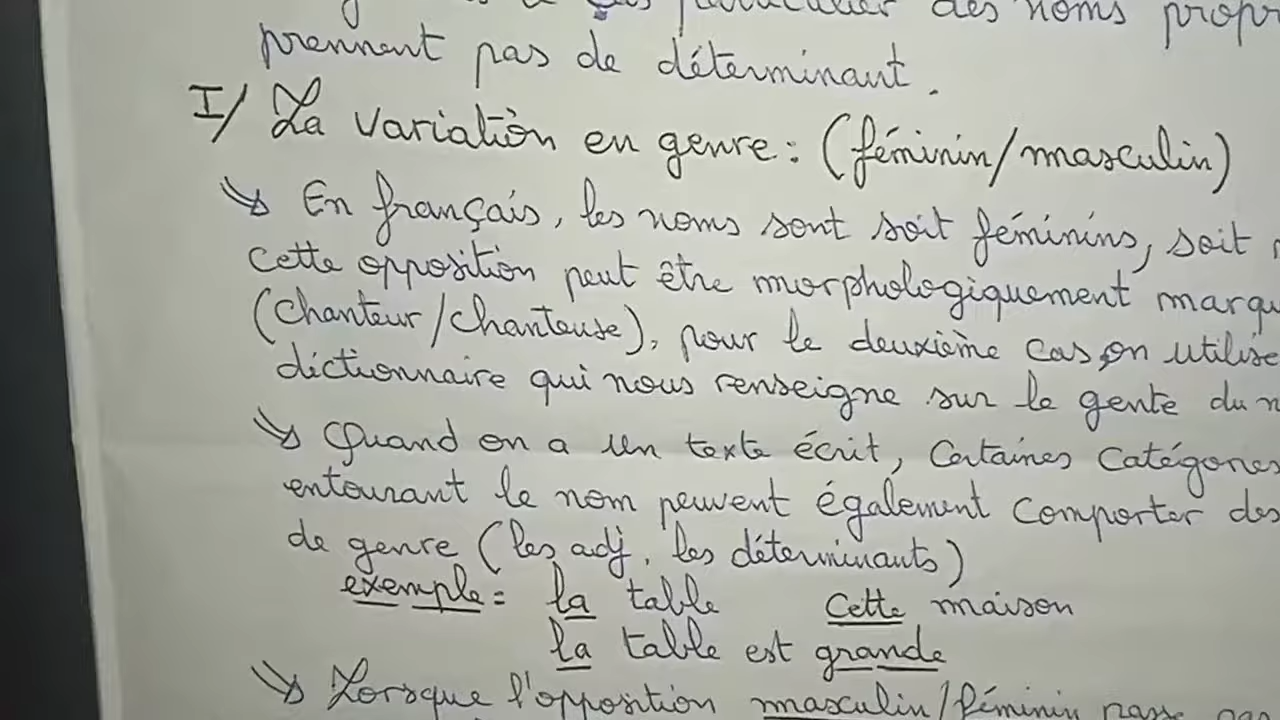 des noms
prennent pas de déterminant.
I/ La variation en genre : (féminin/masculin)
En français, les noms sont soit féminins, soit
cette opposition peut être morphologiquement
(chanteur/chanteuse), pour le deuxième cas, on utilise
dictionnaire qui nous renseigne sur le gente du
Quand on a un texte écrit, Certaines Catégories
entourant le nom peuvent également comporter des
de genre (les adj, les déterminants)
exemple : la table Cette maison
la table est grande
Lorsque l'opposition masculin/féminin passe